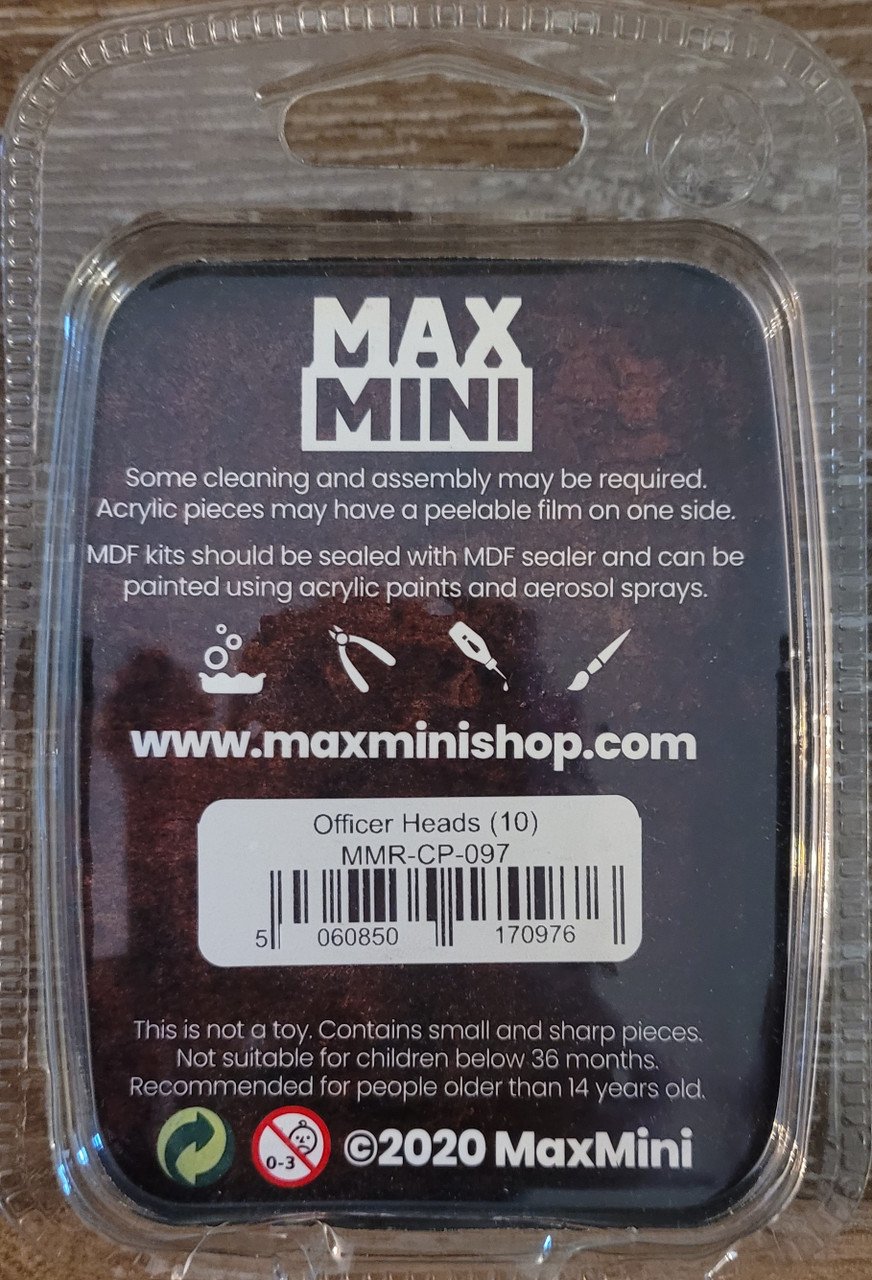 MAX
MINI
Some cleaning and assembly may be required.
Acrylic pieces may have a peelable film on one side.
MDF kits should be sealed with MDF sealer and can be
painted using acrylic paints and aerosol sprays.
www.maxminishop.com
Officer Heads (10)
MMR-CP-097
5 060850 170976
This is not a toy. Contains small and sharp pieces.
Not suitable for children below 36 months.
Recommended for people older than 14 years old.
0-3
©2020 MaxMini